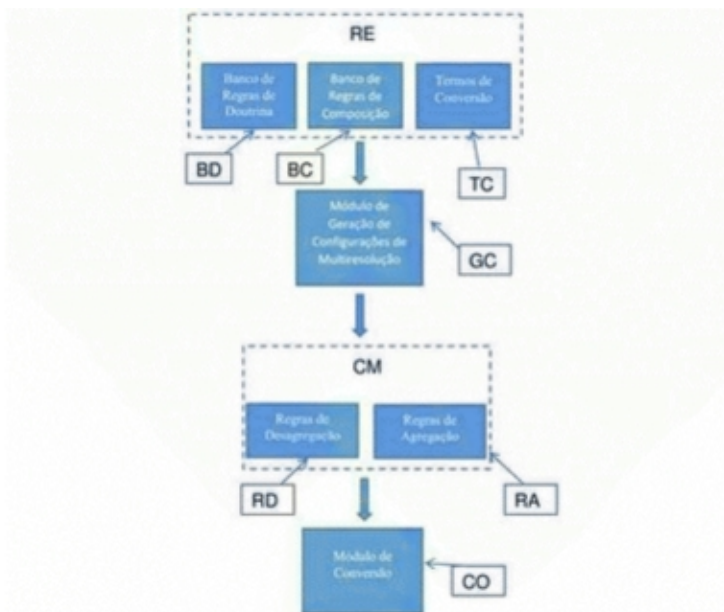 RE
Banco de
Regras de
Doutrina
Banco de
Regras de
Composição
Termos de
Conversão
BD
BC
TC
Módulo de
Geração de
Configurações de
Multiresolução
GC
CM
Regras de
Desagregação
Regras de
Agregação
RD
RA
Módulo de
Conversão
CO